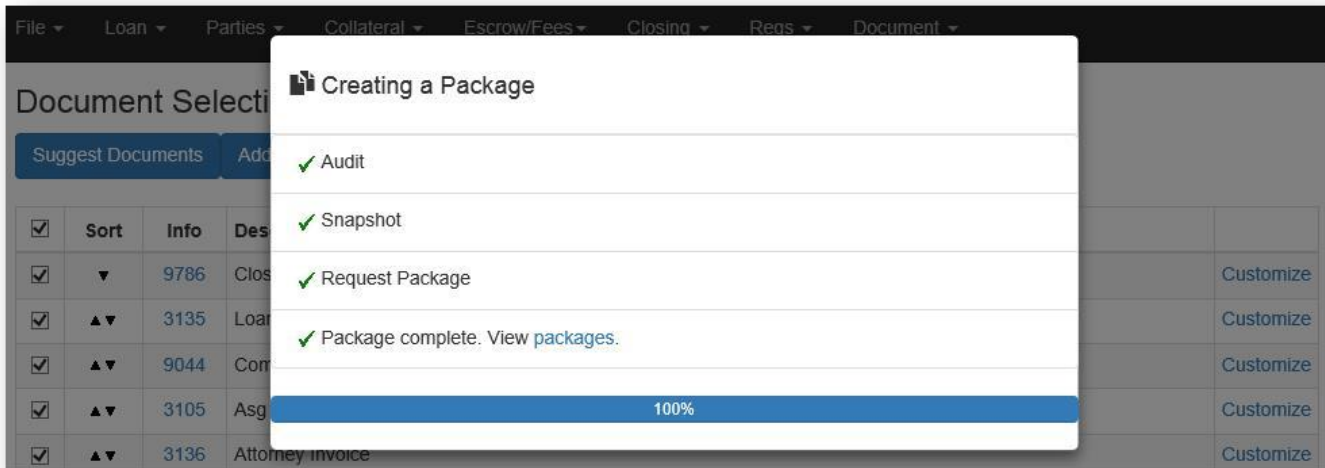 File Loan Parties Collateral Escrow/Fees Closing Regs Document
Creating a Package
Document Selecti
Suggest Documents Add
Audit
Snapshot
Request Package
Package complete. View packages.
100%
Sort Info Des
9786 Clos Customize
3135 Loan Customize
9044 Com Customize
3105 Asg Customize
3136 Attorney Invoice Customize